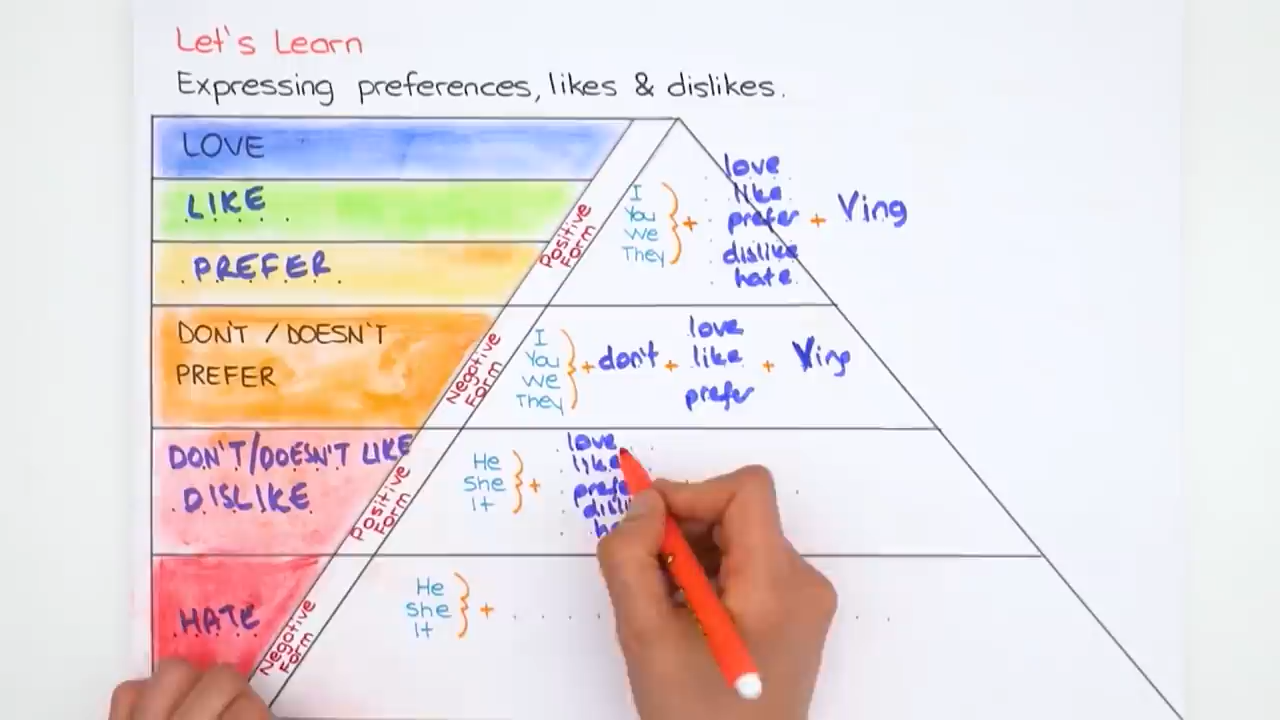 Let's Learn
Expressing preferences, likes & dislikes.
LOVE
LIKE
PREFER
DON'T / DOESN'T
PREFER
DON'T/DOESN'T LIKE
DISLIKE
HATE
Positive
Form
I
You
We
They
+
love
like
prefer
dislike
hate
+ Ving
Negative
Form
I
You
We
They
+ don't +
love
like
prefer
+ Ving
Positive
Form
He
She
It
+
love
like
Negative
Form
He
She
It
+